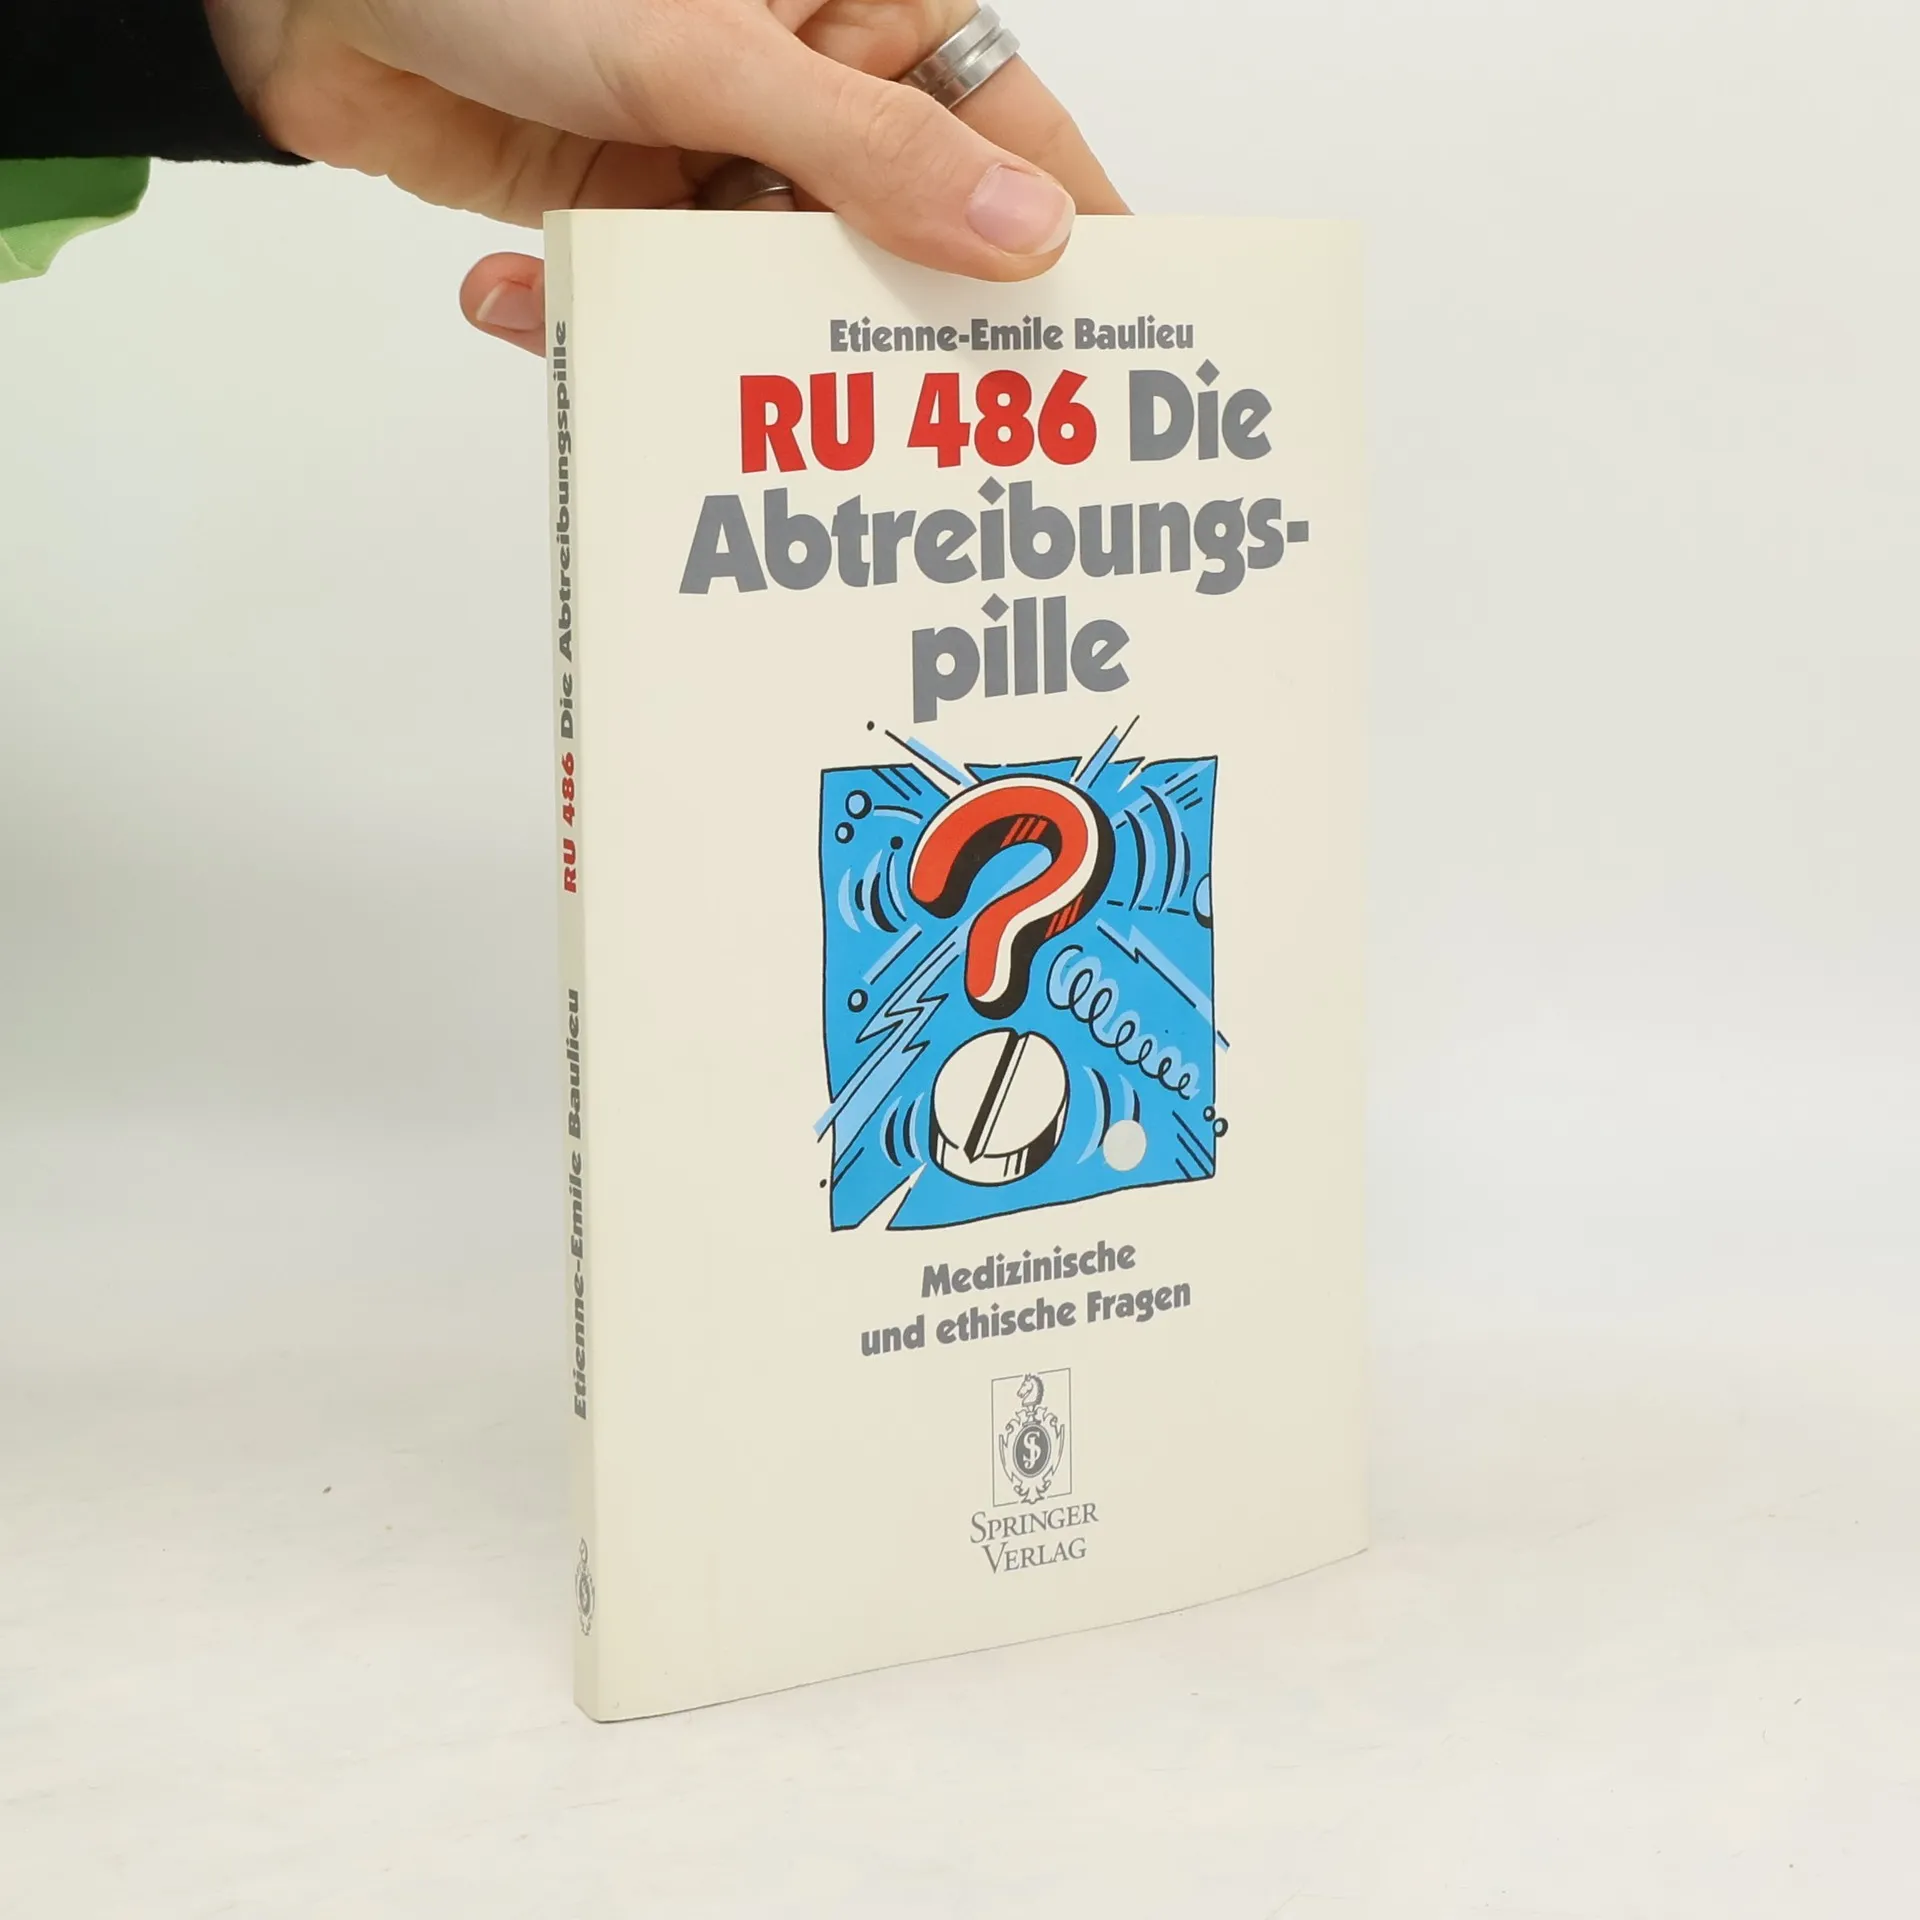 Etienne-Emile Baulieu
RU 486 Die
Abtreibungs-
pille
Medizinische
und ethische Fragen
SPRINGER
VERLAG
Etienne-Emile Baulieu RU 486 Die Abtreibungspille